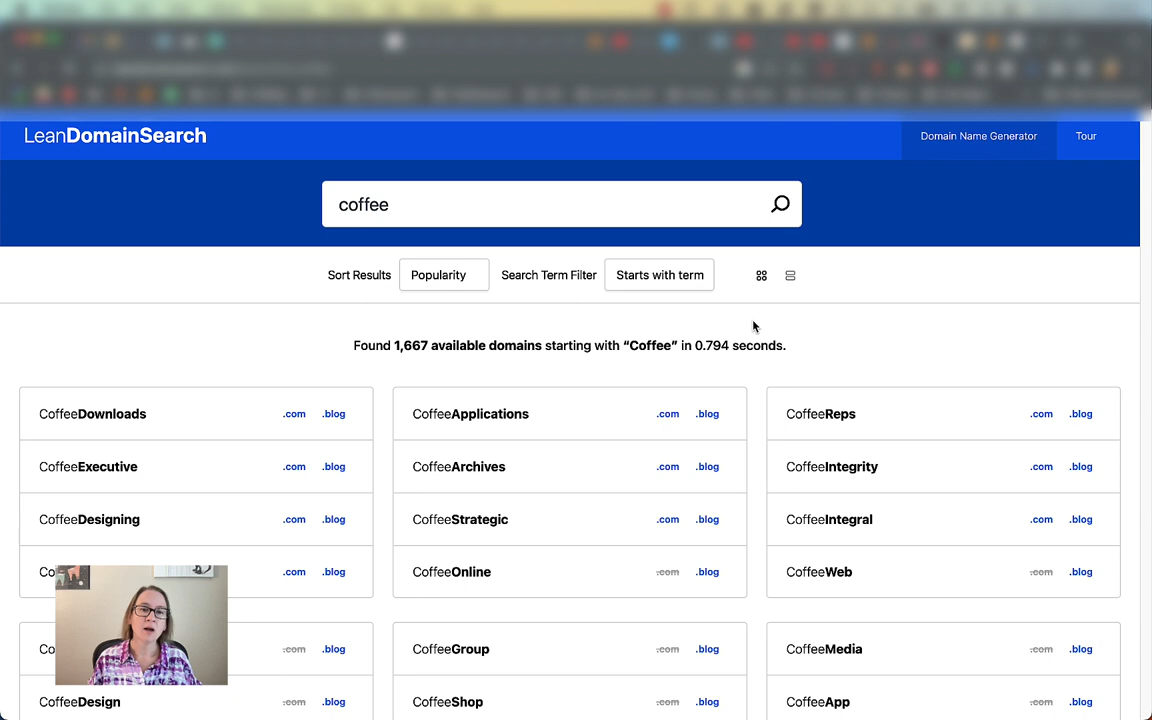 LeanDomainSearch
Domain Name Generator
Tour
coffee
Sort Results
Popularity
Search Term Filter
Starts with term
Found 1,667 available domains starting with “Coffee” in 0.794 seconds.
CoffeeDownloads .com .blog
CoffeeApplications .com .blog
CoffeeReps .com .blog
CoffeeExecutive .com .blog
CoffeeArchives .com .blog
CoffeeIntegrity .com .blog
CoffeeDesigning .com .blog
CoffeeStrategic .com .blog
CoffeeIntegral .com .blog
Co .com .blog
CoffeeOnline .com .blog
CoffeeWeb .com .blog
Co .com .blog
CoffeeGroup .com .blog
CoffeeMedia .com .blog
CoffeeDesign .com .blog
CoffeeShop .com .blog
CoffeeApp .com .blog